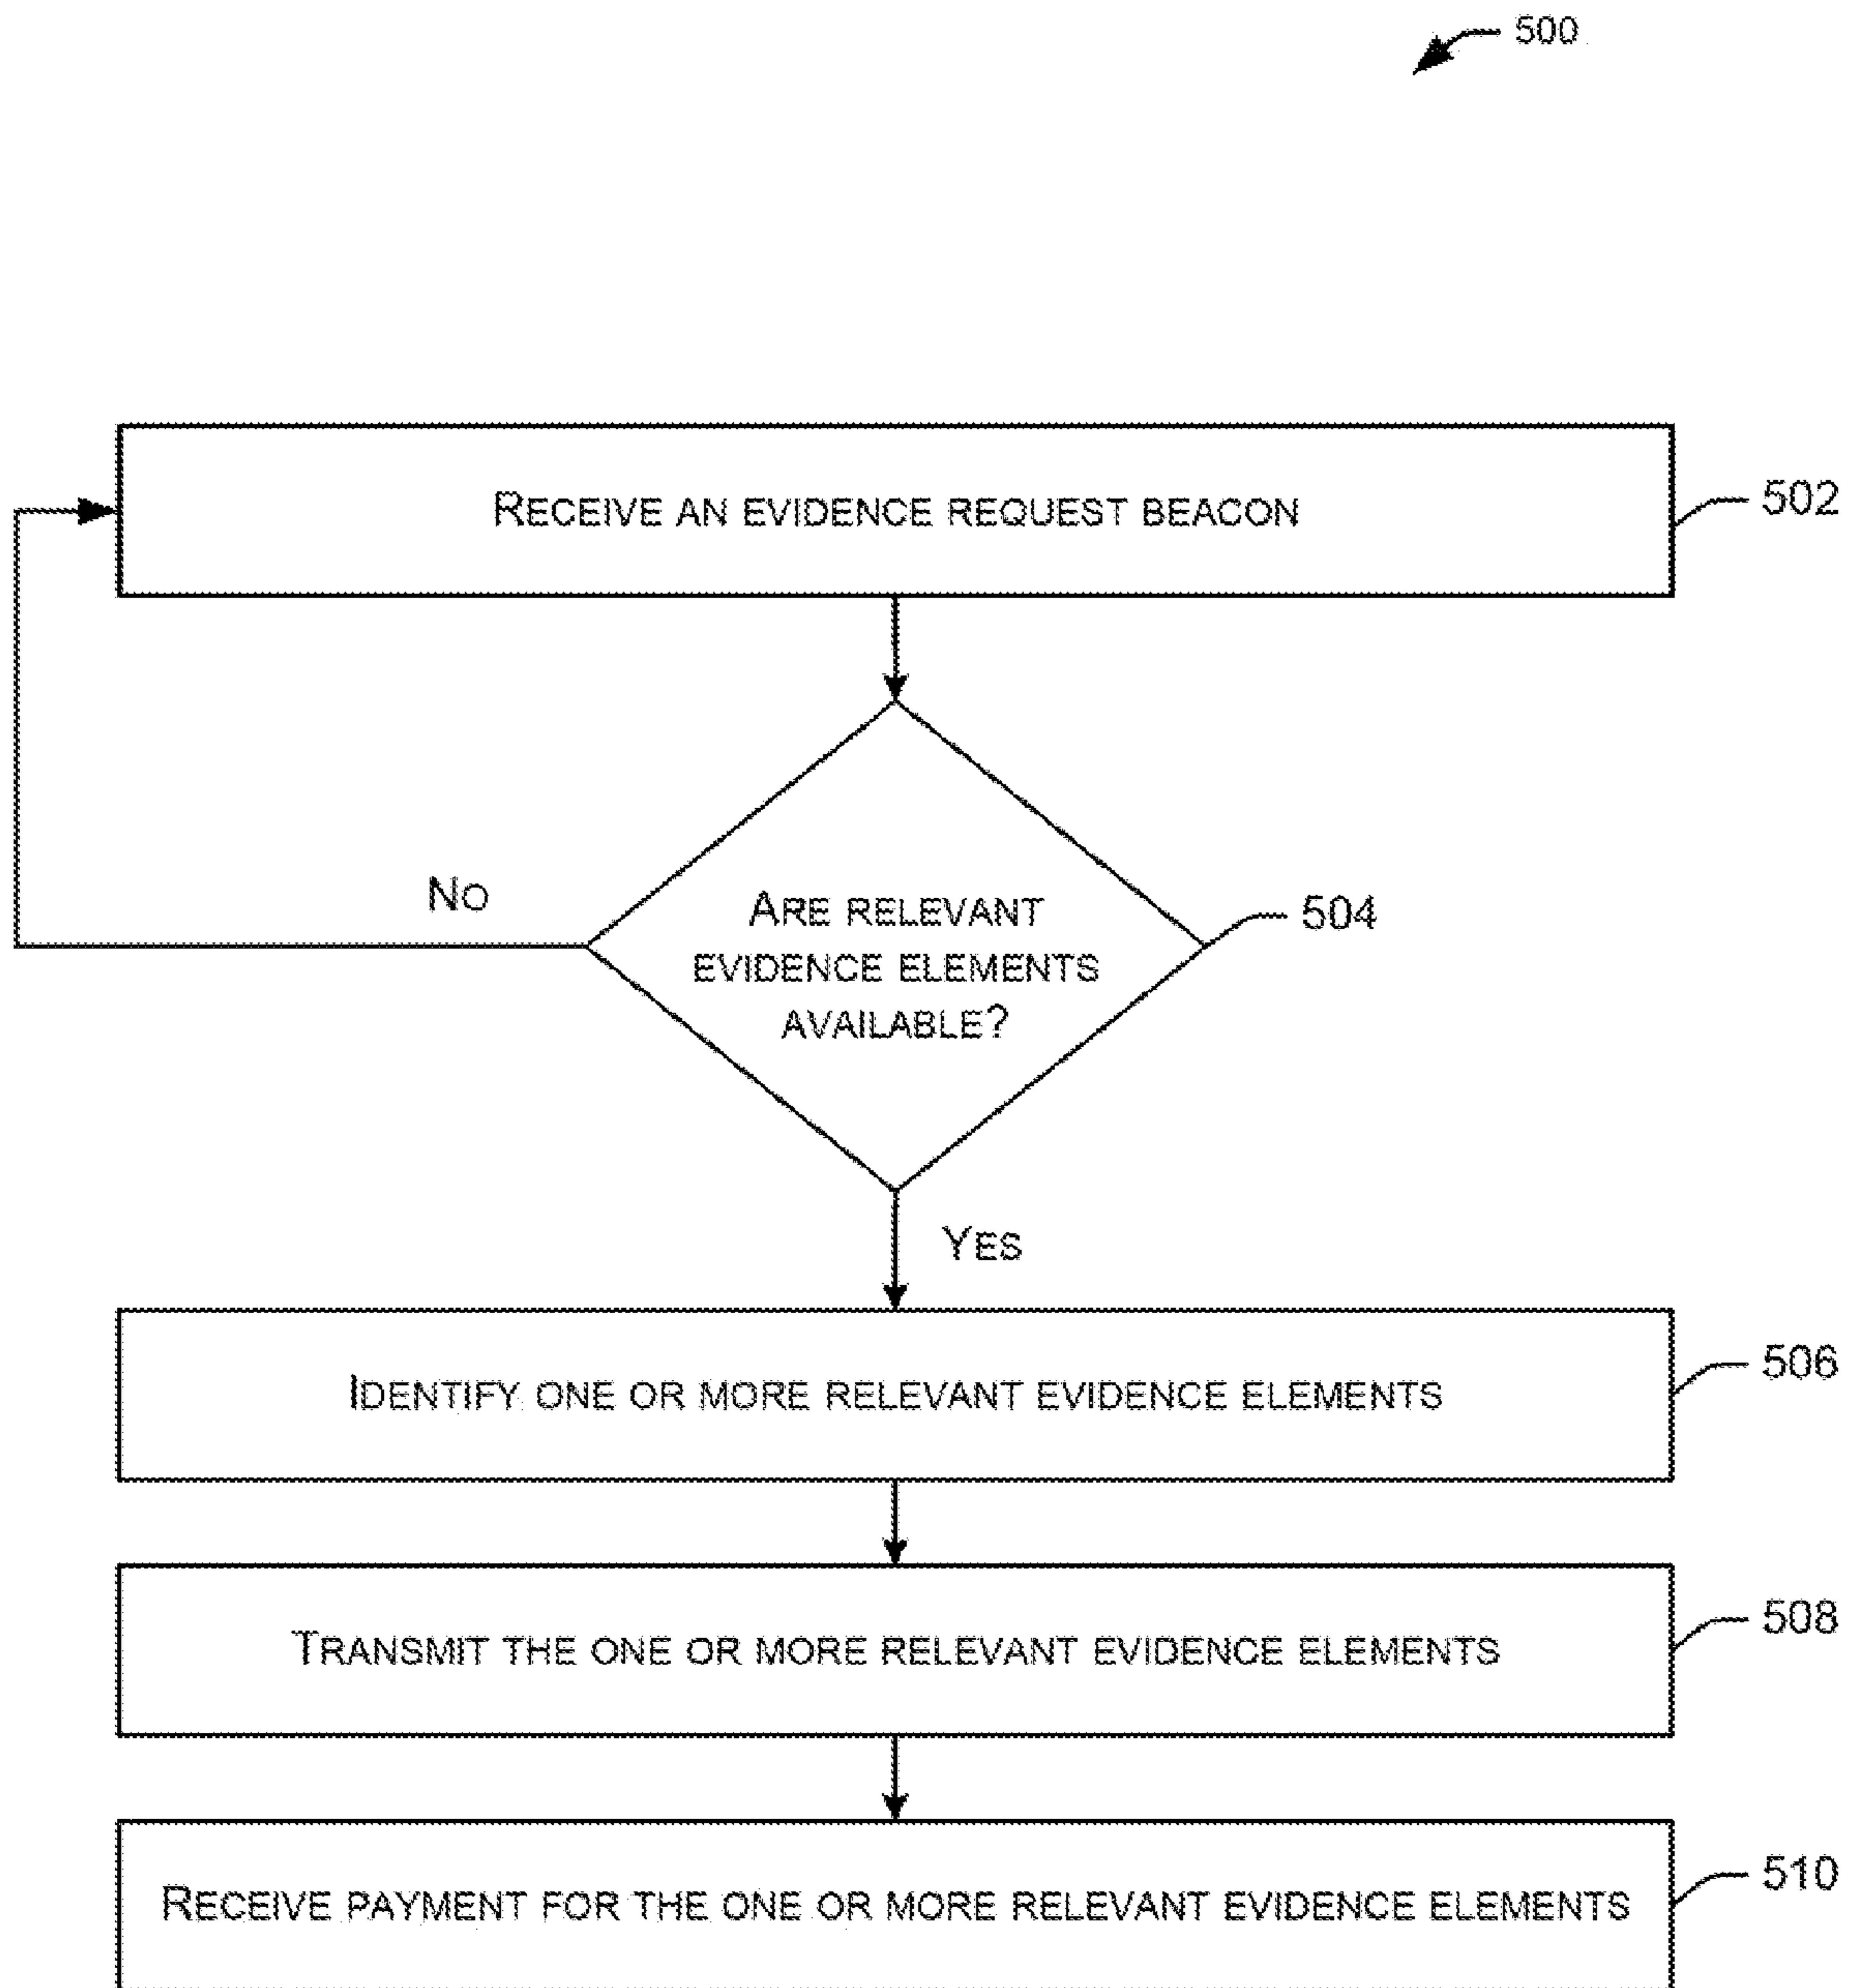 500
RECEIVE AN EVIDENCE REQUEST BEACON
502
NO
ARE RELEVANT
EVIDENCE ELEMENTS
AVAILABLE?
504
YES
IDENTIFY ONE OR MORE RELEVANT EVIDENCE ELEMENTS
506
TRANSMIT THE ONE OR MORE RELEVANT EVIDENCE ELEMENTS
508
RECEIVE PAYMENT FOR THE ONE OR MORE RELEVANT EVIDENCE ELEMENTS
510